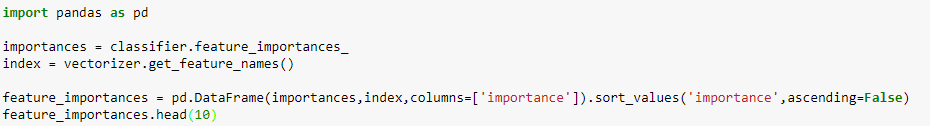 import pandas as pd
importances = classifier.feature_importances_
index = vectorizer.get_feature_names()
feature_importances = pd.DataFrame(importances,index,columns=['importance']).sort_values('importance',ascending=False)
feature_importances.head(10)